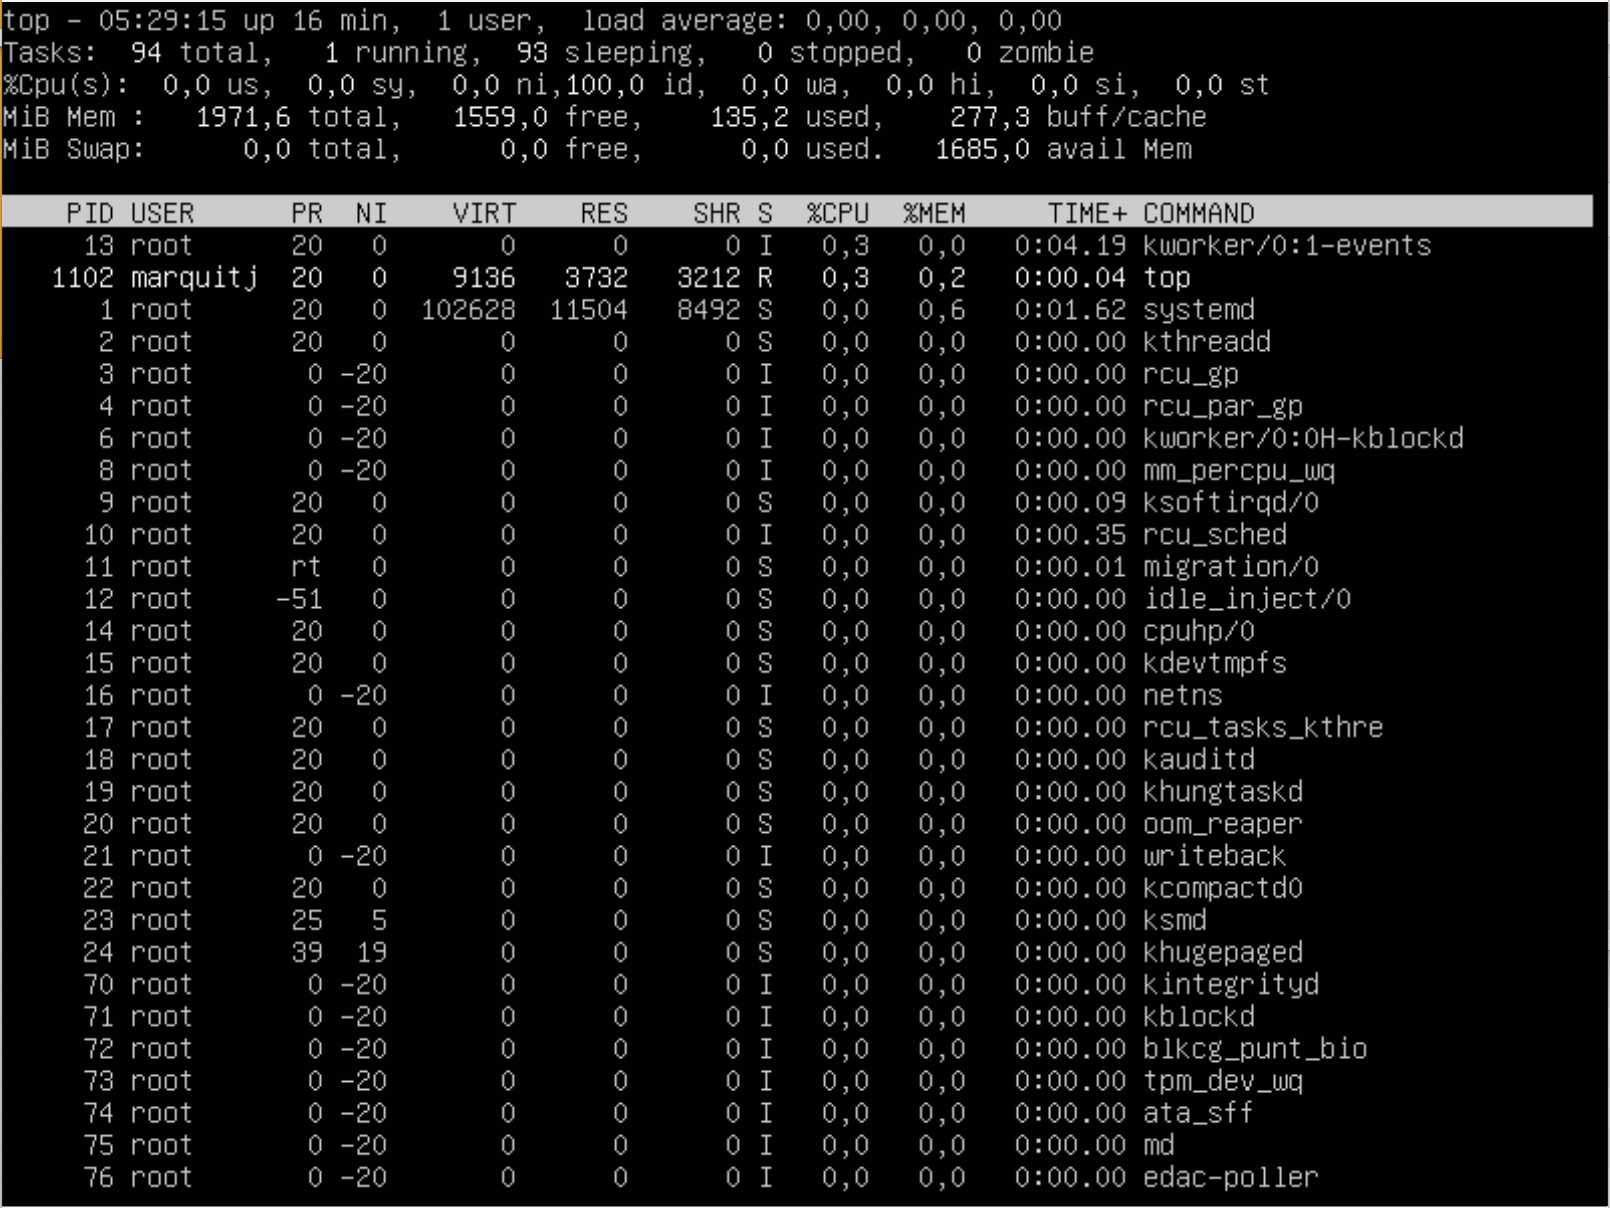 top - 05:29:15 up 16 min,  1 user,  load average: 0,00, 0,00, 0,00
Tasks:  94 total,   1 running,  93 sleeping,   0 stopped,   0 zombie
%Cpu(s):  0,0 us,  0,0 sy,  0,0 ni,100,0 id,  0,0 wa,  0,0 hi,  0,0 si,  0,0 st
MiB Mem :   1971,6 total,   1559,0 free,    135,2 used,    277,3 buff/cache
MiB Swap:      0,0 total,      0,0 free,      0,0 used.   1685,0 avail Mem
PID USER      PR  NI    VIRT    RES    SHR S  %CPU  %MEM     TIME+ COMMAND
13 root      20   0       0      0      0 I   0,3   0,0   0:04.19 kworker/0:1-events
1102 marquitj  20   0    9136   3732   3212 R   0,3   0,2   0:00.04 top
1 root      20   0  102628  11504   8492 S   0,0   0,6   0:01.62 systemd
2 root      20   0       0      0      0 S   0,0   0,0   0:00.00 kthreadd
3 root       0 -20       0      0      0 I   0,0   0,0   0:00.00 rcu_gp
4 root       0 -20       0      0      0 I   0,0   0,0   0:00.00 rcu_par_gp
6 root       0 -20       0      0      0 I   0,0   0,0   0:00.00 kworker/0:0H-kblockd
8 root       0 -20       0      0      0 I   0,0   0,0   0:00.00 mm_percpu_wq
9 root      20   0       0      0      0 S   0,0   0,0   0:00.09 ksoftirqd/0
10 root      20   0       0      0      0 I   0,0   0,0   0:00.35 rcu_sched
11 root      rt   0       0      0      0 S   0,0   0,0   0:00.01 migration/0
12 root     -51   0       0      0      0 S   0,0   0,0   0:00.00 idle_inject/0
14 root      20   0       0      0      0 S   0,0   0,0   0:00.00 cpuhp/0
15 root      20   0       0      0      0 S   0,0   0,0   0:00.00 kdevtmpfs
16 root       0 -20       0      0      0 I   0,0   0,0   0:00.00 netns
17 root      20   0       0      0      0 S   0,0   0,0   0:00.00 rcu_tasks_kthre
18 root      20   0       0      0      0 S   0,0   0,0   0:00.00 kauditd
19 root      20   0       0      0      0 S   0,0   0,0   0:00.00 khungtaskd
20 root      20   0       0      0      0 S   0,0   0,0   0:00.00 oom_reaper
21 root       0 -20       0      0      0 I   0,0   0,0   0:00.00 writeback
22 root      20   0       0      0      0 S   0,0   0,0   0:00.00 kcompactd0
23 root      25   5       0      0      0 S   0,0   0,0   0:00.00 ksmd
24 root      39  19       0      0      0 S   0,0   0,0   0:00.00 khugepaged
70 root       0 -20       0      0      0 I   0,0   0,0   0:00.00 kintegrityd
71 root       0 -20       0      0      0 I   0,0   0,0   0:00.00 kblockd
72 root       0 -20       0      0      0 I   0,0   0,0   0:00.00 blkcg_punt_bio
73 root       0 -20       0      0      0 I   0,0   0,0   0:00.00 tpm_dev_wq
74 root       0 -20       0      0      0 I   0,0   0,0   0:00.00 ata_sff
75 root       0 -20       0      0      0 I   0,0   0,0   0:00.00 md
76 root       0 -20       0      0      0 I   0,0   0,0   0:00.00 edac-poller